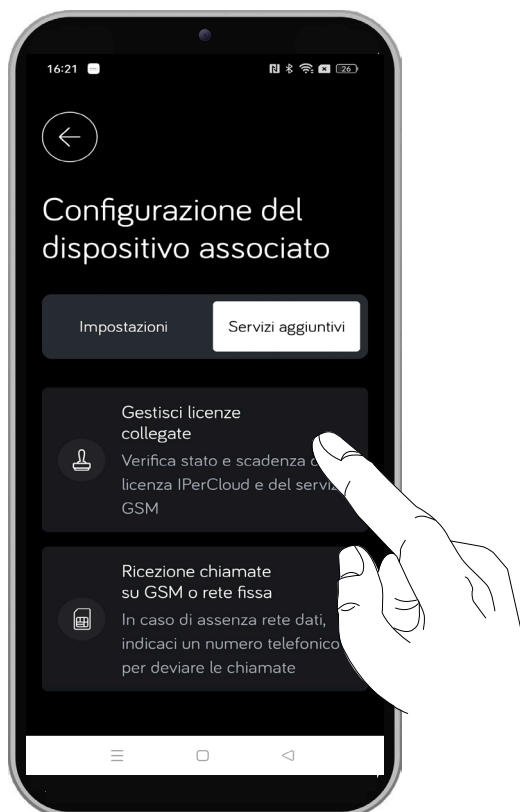 16:21
26
Configurazione del
dispositivo associato
Impostazioni
Servizi aggiuntivi
Gestisci licenze
collegate
Verifica stato e scadenza
licenza IPerCloud e del
GSM
Ricezione chiamate
su GSM o rete fissa
In caso di assenza rete dati,
indicaci un numero telefonico
per deviare le chiamate